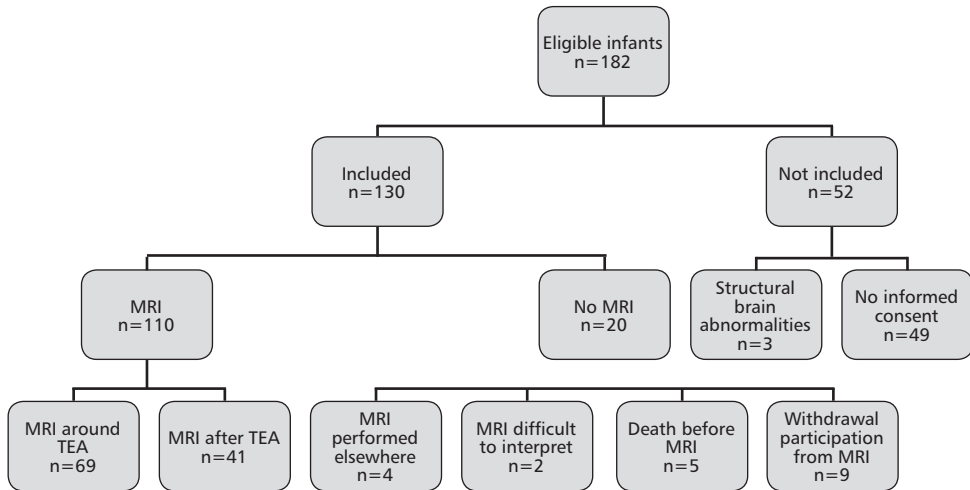 Eligible infants
n=182
Included
n=130
Not included
n=52
MRI
n=110
No MRI
n=20
Structural
brain
abnormalities
n=3
No informed
consent
n=49
MRI around
TEA
n=69
MRI after TEA
n=41
MRI
performed
elsewhere
n=4
MRI difficult
to interpret
n=2
Death before
MRI
n=5
Withdrawal
participation
from MRI
n=9